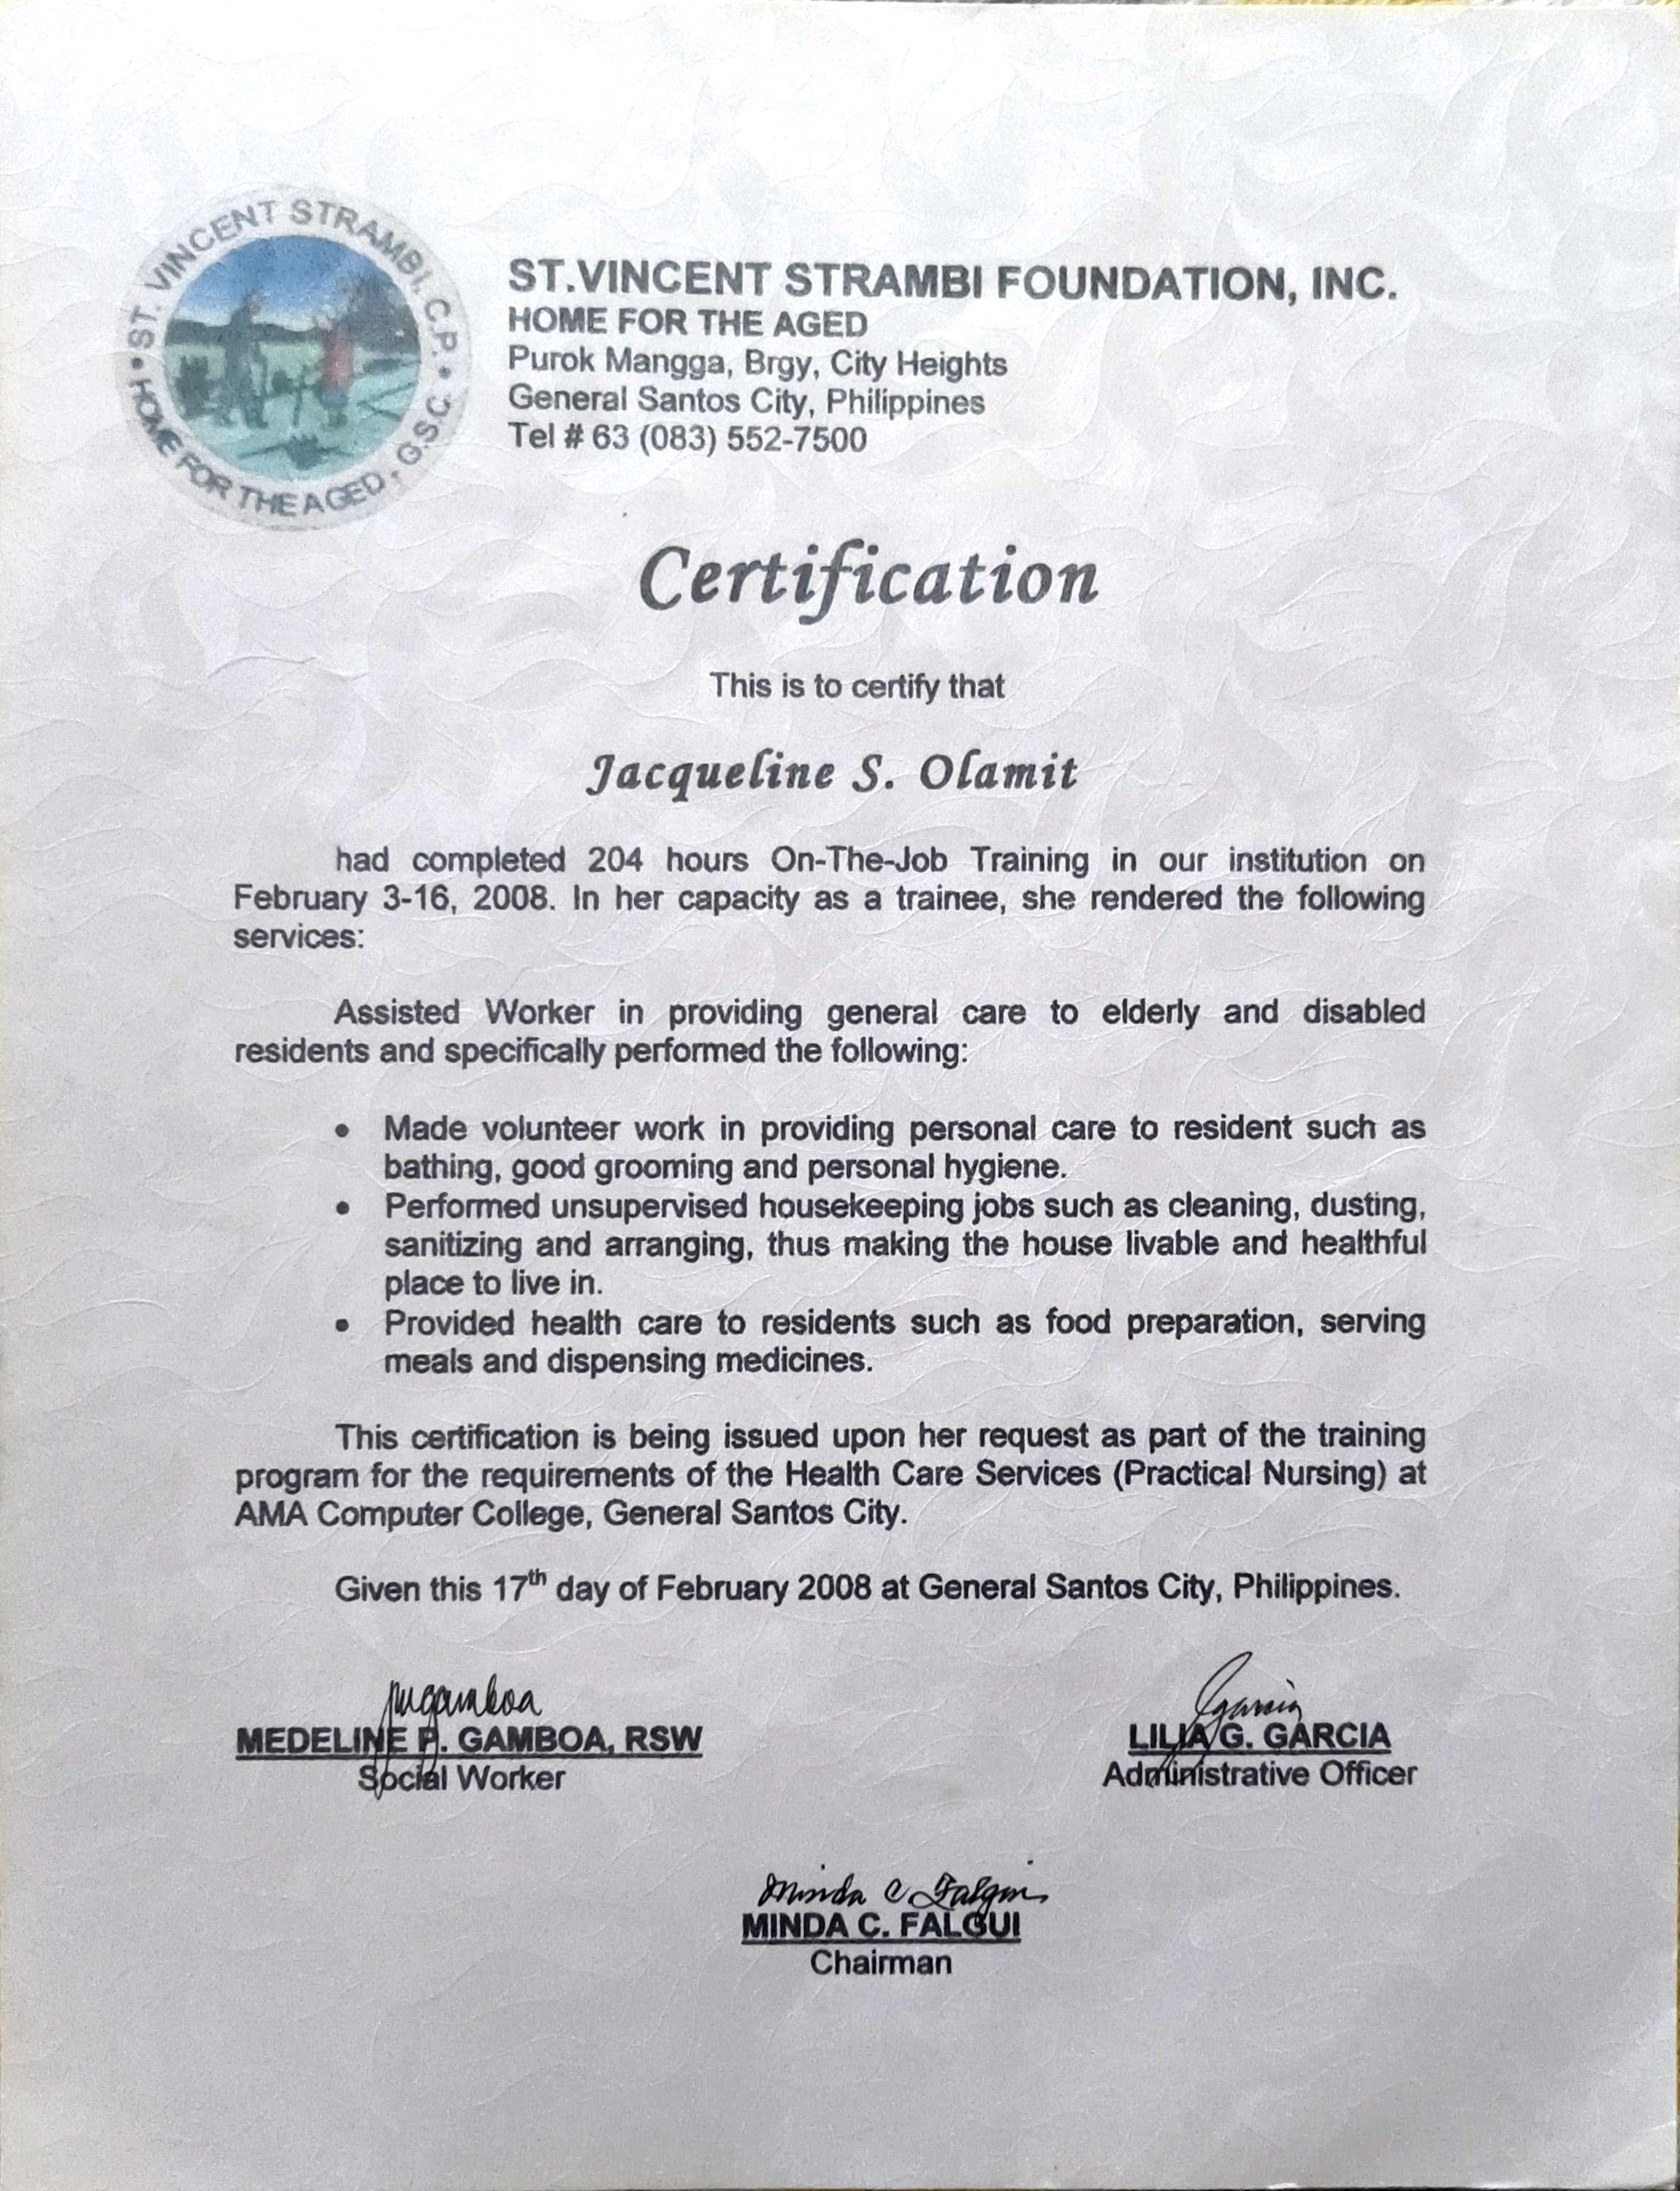 ST. VINCENT STRAMBI, C.P.
HOME FOR THE AGED, G.S.C.
ST.VINCENT STRAMBI FOUNDATION, INC.
HOME FOR THE AGED
Purok Mangga, Brgy, City Heights
General Santos City, Philippines
Tel # 63 (083) 552-7500
Certification
This is to certify that
Jacqueline S. Olamit
had completed 204 hours On-The-Job Training in our institution on
February 3-16, 2008. In her capacity as a trainee, she rendered the following
services:
Assisted Worker in providing general care to elderly and disabled
residents and specifically performed the following:
• Made volunteer work in providing personal care to resident such as
bathing, good grooming and personal hygiene.
• Performed unsupervised housekeeping jobs such as cleaning, dusting,
sanitizing and arranging, thus making the house livable and healthful
place to live in.
• Provided health care to residents such as food preparation, serving
meals and dispensing medicines.
This certification is being issued upon her request as part of the training
program for the requirements of the Health Care Services (Practical Nursing) at
AMA Computer College, General Santos City.
Given this 17th day of February 2008 at General Santos City, Philippines.
MEDELINE P. GAMBOA, RSW
Social Worker
LILIA G. GARCIA
Administrative Officer
Minda C Falgui
MINDA C. FALGUI
Chairman